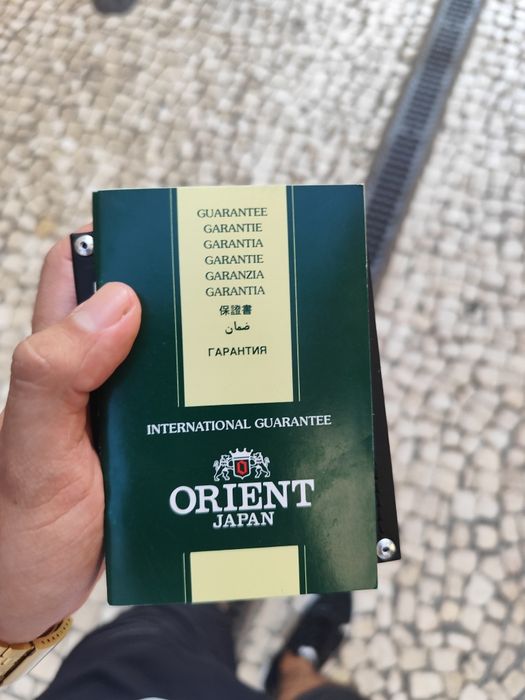 GUARANTEE
GARANTIE
GARANTIA
GARANTIE
GARANZIA
GARANTIA
保證書
ضمان
ГАРАНТИЯ
INTERNATIONAL GUARANTEE
ORIENT
JAPAN